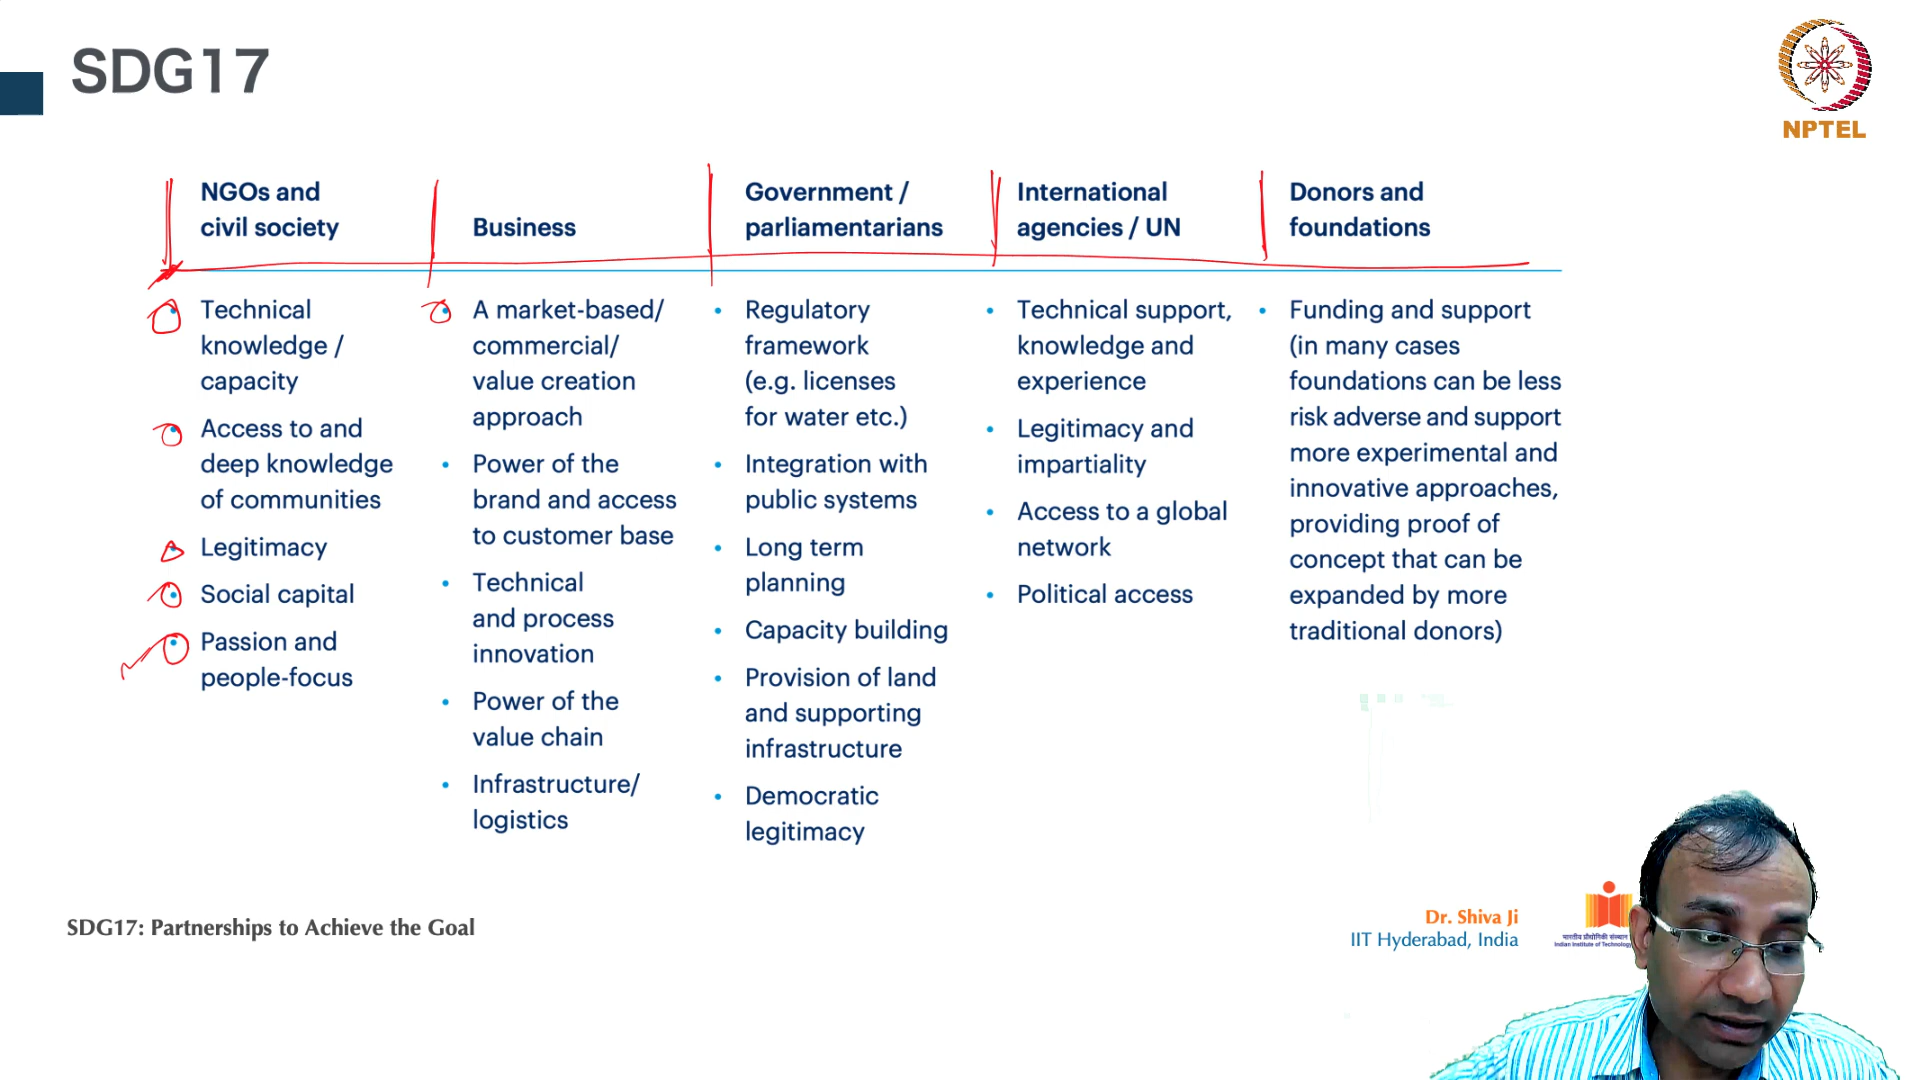 SDG17
NPTEL
NGOs and
civil society
Technical
knowledge /
capacity
Access to and
deep knowledge
of communities
Legitimacy
Social capital
Passion and
people-focus
Business
A market-based/
commercial/
value creation
approach
Power of the
brand and access
to customer base
Technical
and process
innovation
Power of the
value chain
Infrastructure/
logistics
Government /
parliamentarians
Regulatory
framework
(e.g. licenses
for water etc.)
Integration with
public systems
Long term
planning
Capacity building
Provision of land
and supporting
infrastructure
Democratic
legitimacy
International
agencies / UN
Technical support,
knowledge and
experience
Legitimacy and
impartiality
Access to a global
network
Political access
Donors and
foundations
Funding and support
(in many cases
foundations can be less
risk adverse and support
more experimental and
innovative approaches,
providing proof of
concept that can be
expanded by more
traditional donors)
SDG17: Partnerships to Achieve the Goal
Dr. Shiva Ji
IIT Hyderabad, India
भारतीय प्रौद्योगिकी संस्थान
Indian Institute of Technology